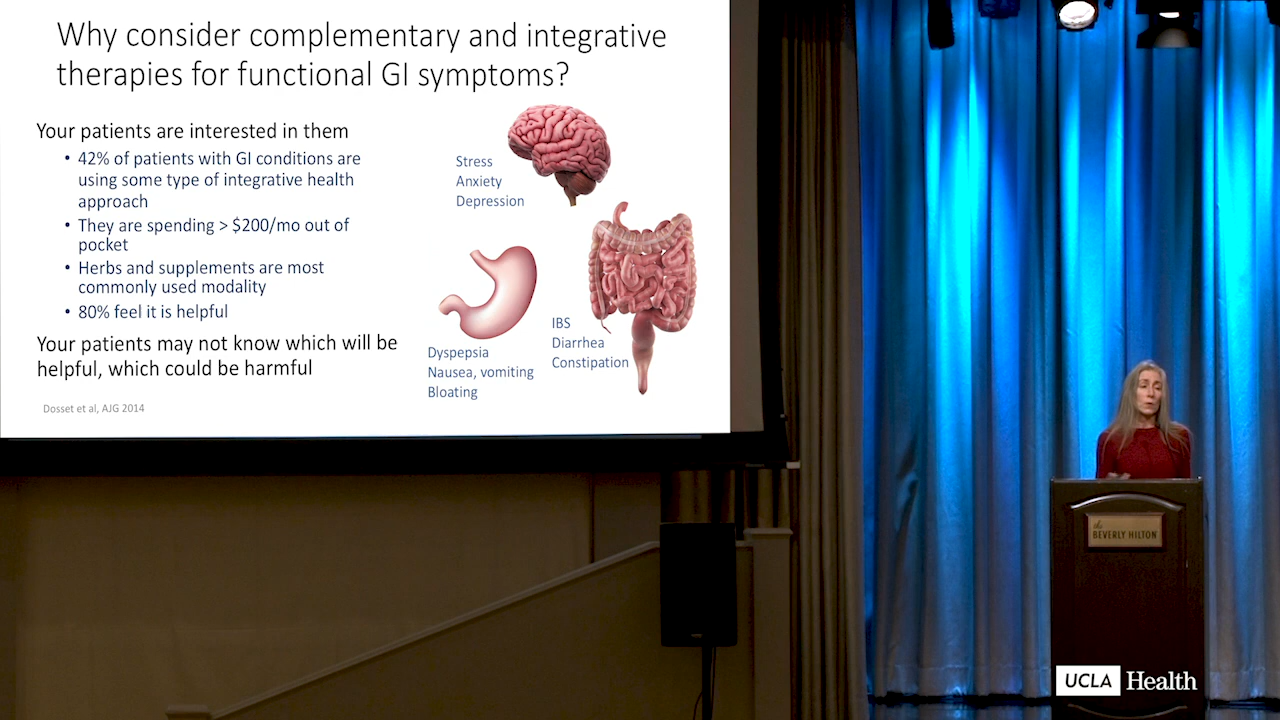 Why consider complementary and integrative
therapies for functional GI symptoms?
Your patients are interested in them
• 42% of patients with GI conditions are
using some type of integrative health
approach
• They are spending > $200/mo out of
pocket
• Herbs and supplements are most
commonly used modality
• 80% feel it is helpful
Your patients may not know which will be
helpful, which could be harmful
Dosset et al, AJG 2014
Stress
Anxiety
Depression
Dyspepsia
Nausea, vomiting
Bloating
IBS
Diarrhea
Constipation
the
BEVERLY HILTON
UCLA Health